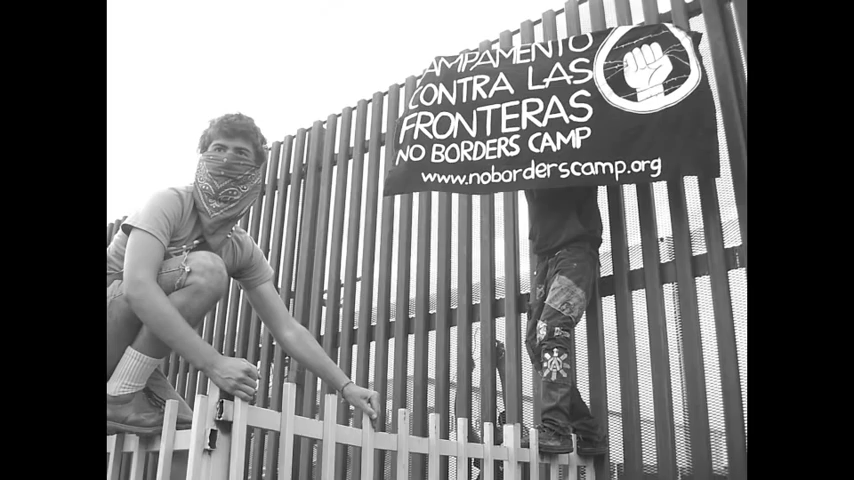 AMPAMENTO
CONTRA LAS
FRONTERAS
NO BORDERS CAMP
www.noborderscamp.org